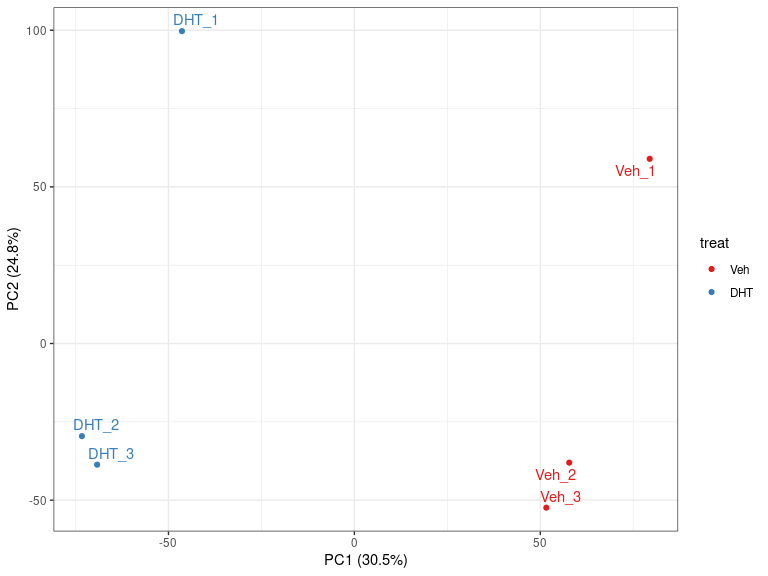 DHT_1
100
Veh_1
50
PC2 (24.8%)
treat
Veh
DHT
0
DHT_2
DHT_3
Veh_2
Veh_3
-50
-50
0
50
PC1 (30.5%)